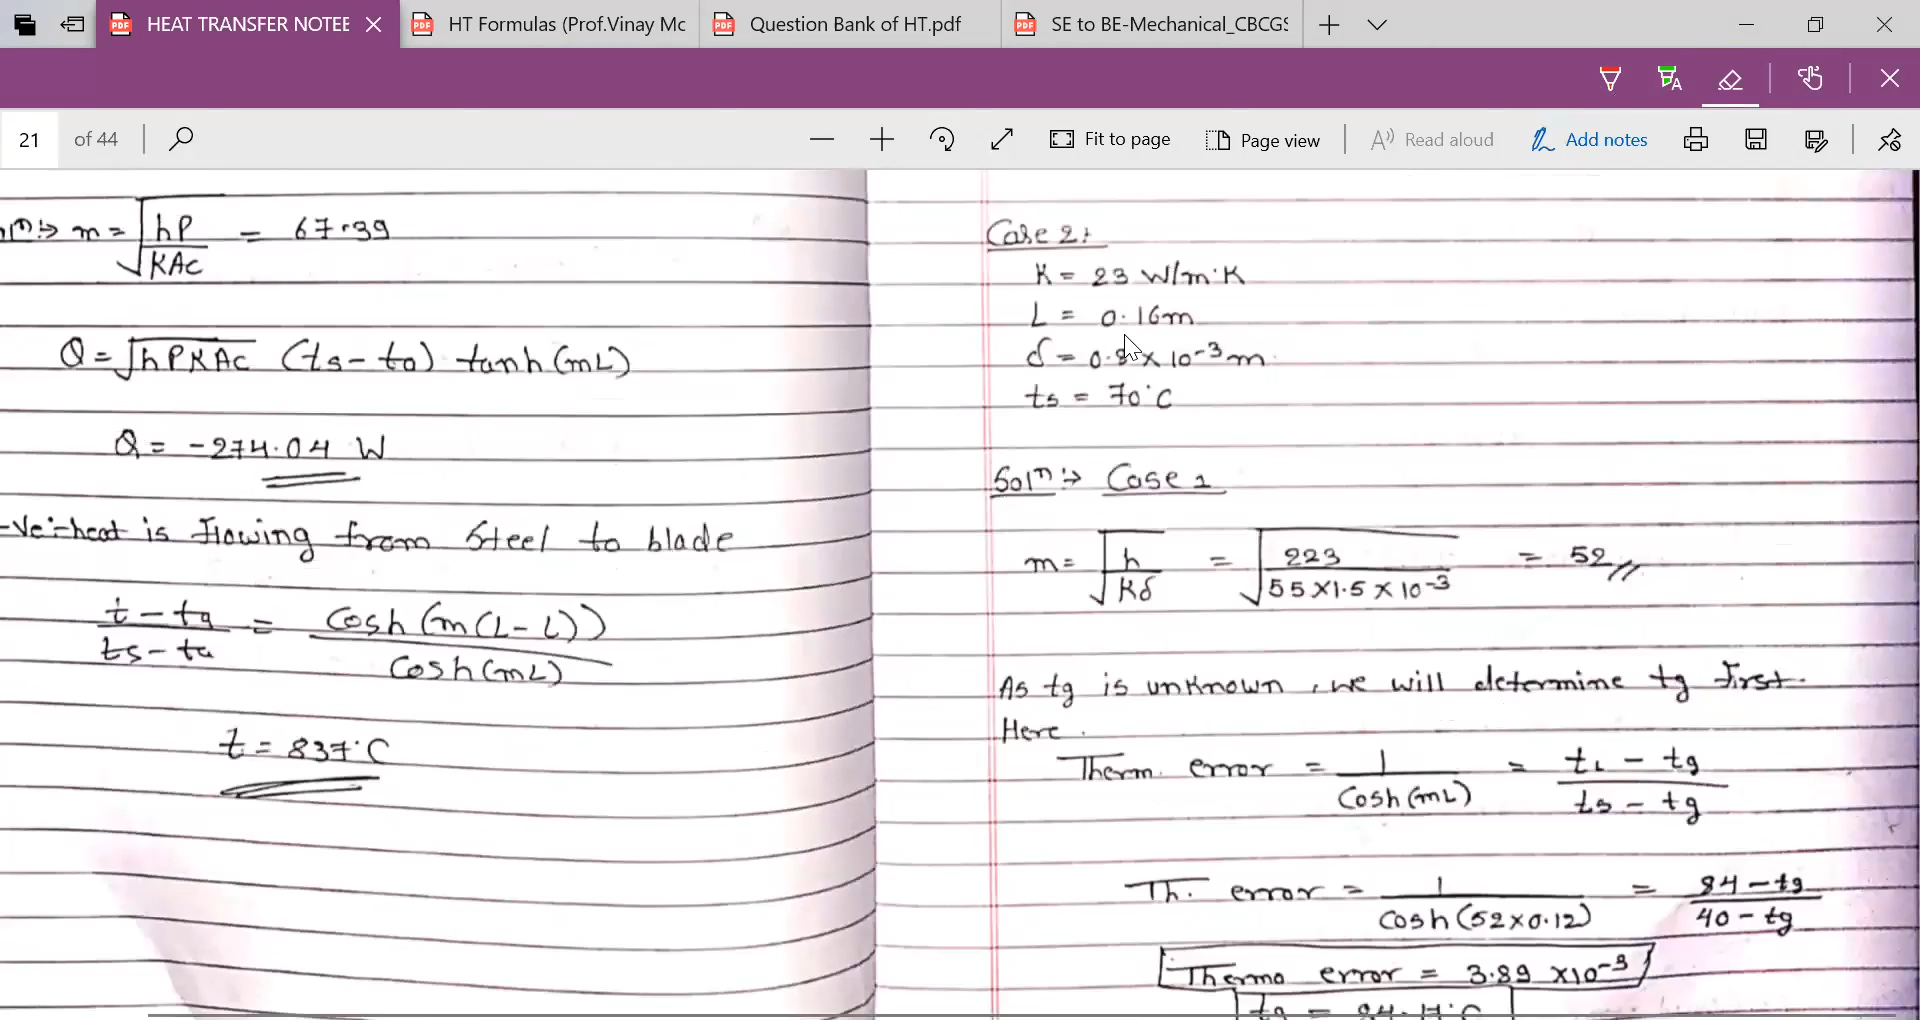 HEAT TRANSFER NOTEE
HT Formulas (Prof.Vinay Mc
Question Bank of HT.pdf
SE to BE-Mechanical_CBCGS
21 of 44
Fit to page
Page view
Read aloud
Add notes
m = √(hP/KAc) = 67.39
Q = √(hPKAc) (ts - ta) tanh(mL)
Q = -274.04 W
-ve:- heat is flowing from steel to blade
(t - ta)/(ts - ta) = cosh(m(L-L))/cosh(mL)
t = 837°C
Case 2:
K = 23 W/m·K
L = 0.16m
δ = 0.8×10⁻³m
ts = 70°C
Solⁿ:→ Case 1
m = √(h/Kδ) = √(223/(55×1.5×10⁻³)) = 52//
As tg is unknown, we will determine tg first.
Here.
Therm. error = 1/cosh(mL) = (tL - tg)/(ts - tg)
Th. error = 1/cosh(52×0.12) = (84 - tg)/(40 - tg)
Thermo error = 3.89 ×10⁻³